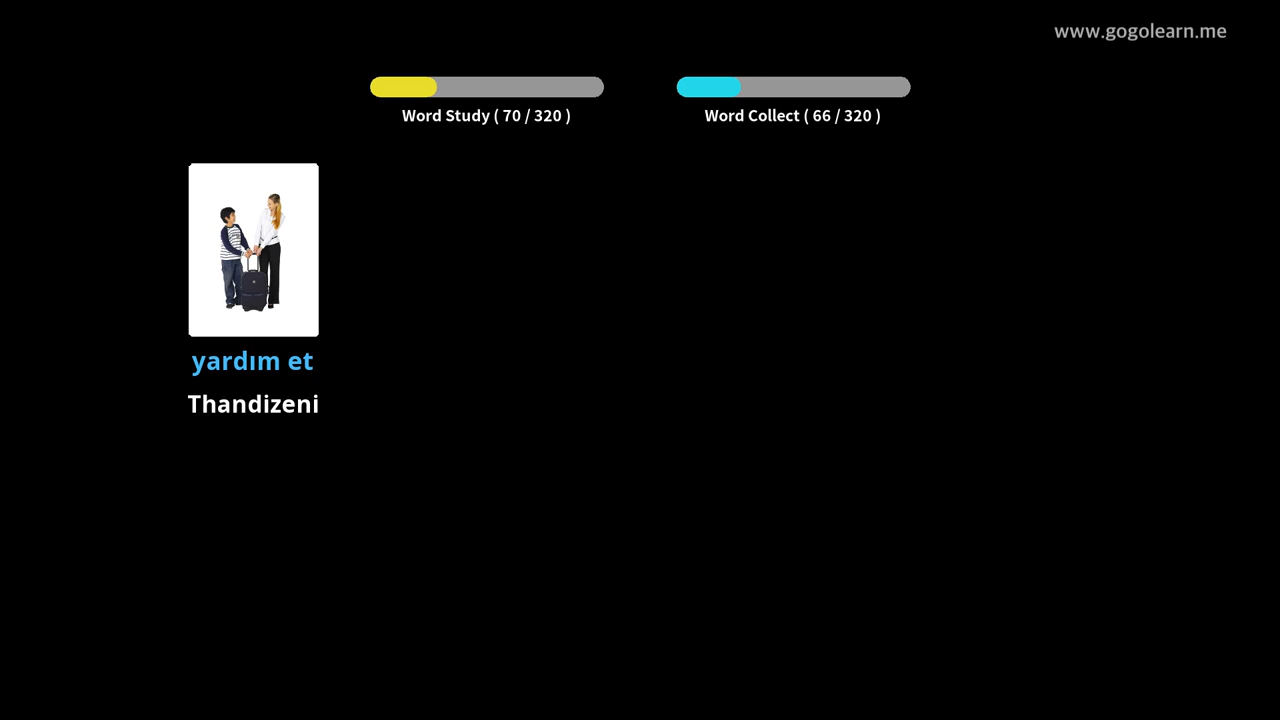 www.gogolearn.me
Word Study ( 70 / 320 )
Word Collect ( 66 / 320 )
yardım et
Thandizeni